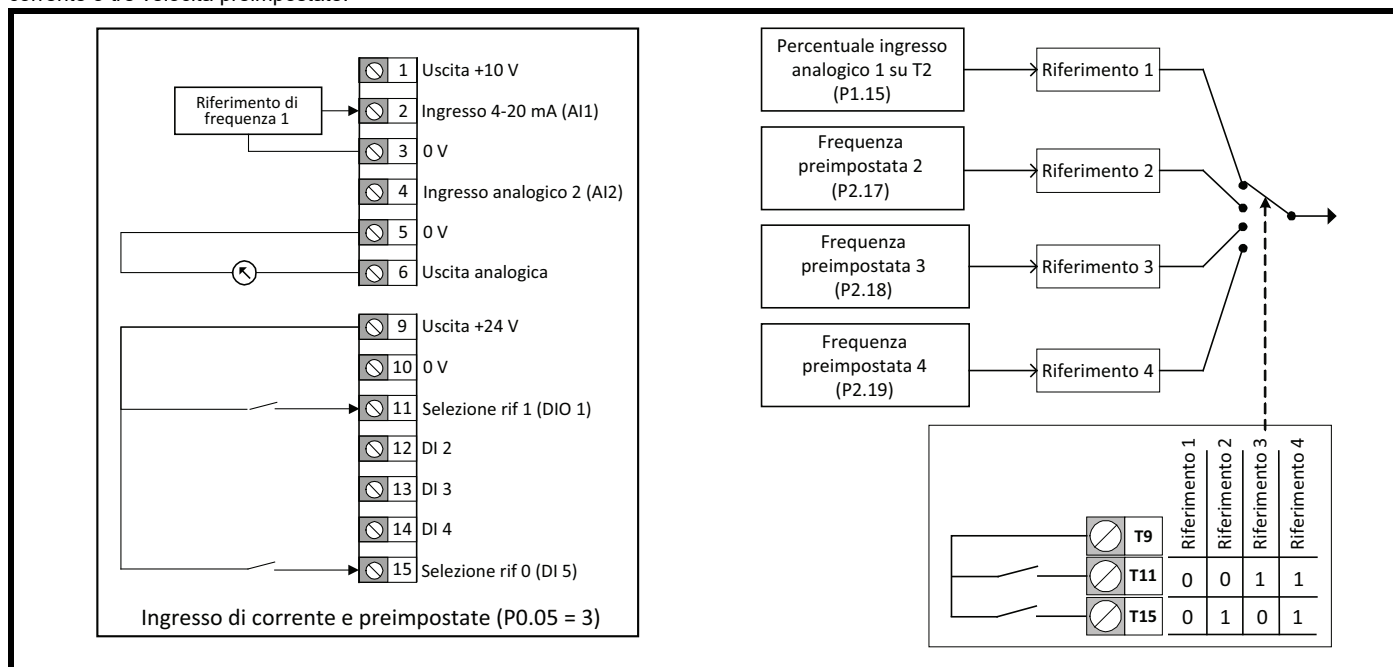 corrente o tre velocità preimpostate.
1 Uscita +10 V
Riferimento di
frequenza 1
2 Ingresso 4-20 mA (AI1)
3 0 V
4 Ingresso analogico 2 (AI2)
5 0 V
6 Uscita analogica
9 Uscita +24 V
10 0 V
11 Selezione rif 1 (DIO 1)
12 DI 2
13 DI 3
14 DI 4
15 Selezione rif 0 (DI 5)
Ingresso di corrente e preimpostate (P0.05 = 3)
Percentuale ingresso
analogico 1 su T2
(P1.15)
Riferimento 1
Frequenza
preimpostata 2
(P2.17)
Riferimento 2
Frequenza
preimpostata 3
(P2.18)
Riferimento 3
Frequenza
preimpostata 4
(P2.19)
Riferimento 4
Riferimento 1
Riferimento 2
Riferimento 3
Riferimento 4
T9
T11 0 0 1 1
T15 0 1 0 1